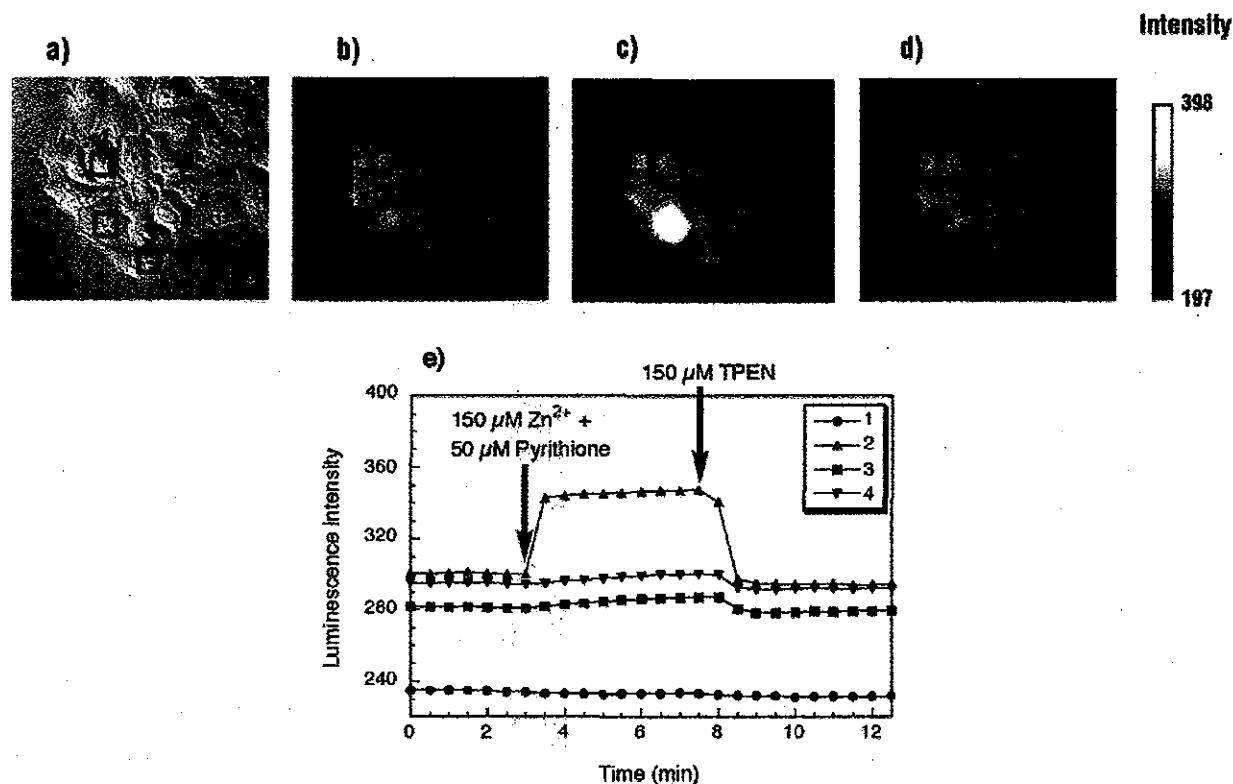 Intensity
a)
b)
c)
d)
398
197
e)
150 µM TPEN
150 µM Zn²⁺ +
50 µM Pyrithione
1
2
3
4
Luminescence Intensity
400
360
320
280
240
0
2
4
6
8
10
12
Time (min)